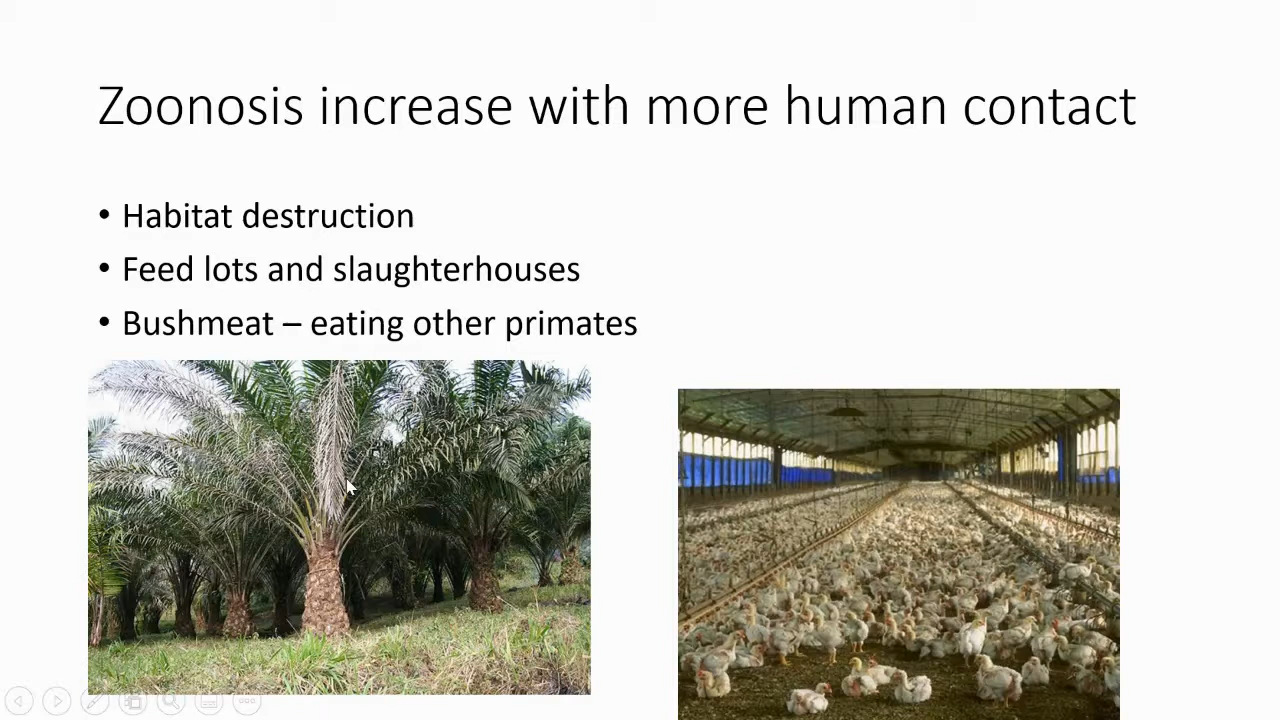 Zoonosis increase with more human contact
• Habitat destruction
• Feed lots and slaughterhouses
• Bushmeat – eating other primates